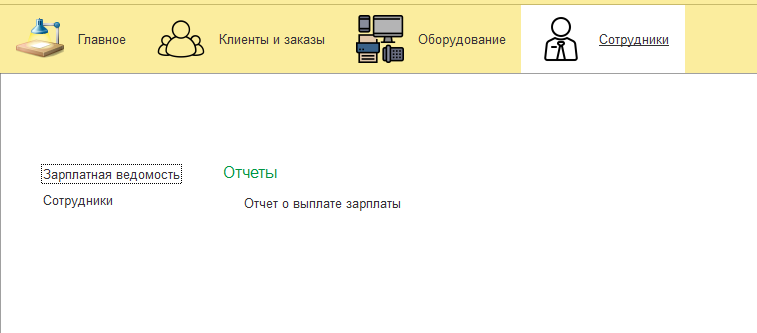 Главное
Клиенты и заказы
Оборудование
Сотрудники
Зарплатная ведомость
Сотрудники
Отчеты
Отчет о выплате зарплаты